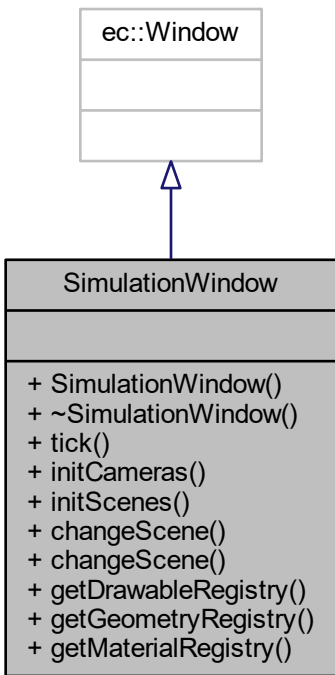 ec::Window
SimulationWindow
+ SimulationWindow()
+ ~SimulationWindow()
+ tick()
+ initCameras()
+ initScenes()
+ changeScene()
+ changeScene()
+ getDrawableRegistry()
+ getGeometryRegistry()
+ getMaterialRegistry()